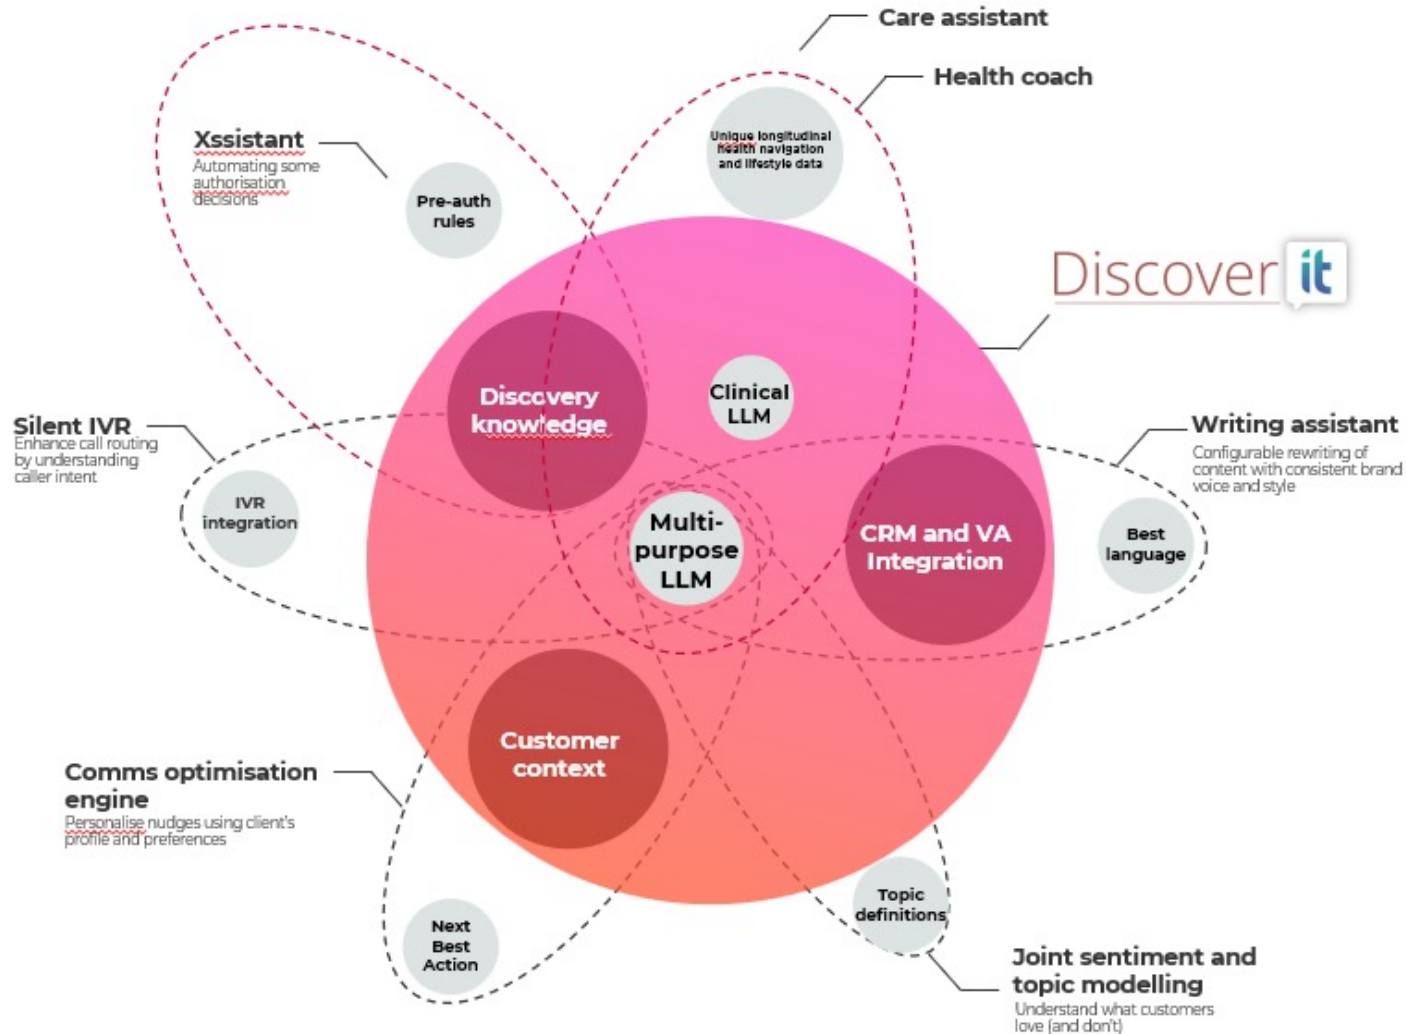 Care assistant
Health coach
Unique longitudinal
health navigation
and lifestyle data
Xssistant
Automating some
authorisation
decisions
Pre-auth
rules
Discover it
Discovery
knowledge
Clinical
LLM
Silent IVR
Enhance call routing
by understanding
caller intent
IVR
integration
Multi-
purpose
LLM
CRM and VA
Integration
Best
language
Writing assistant
Configurable rewriting of
content with consistent brand
voice and style
Customer
context
Comms optimisation
engine
Personalise nudges using client's
profile and preferences
Next
Best
Action
Topic
definitions
Joint sentiment and
topic modelling
Understand what customers
love (and don't)